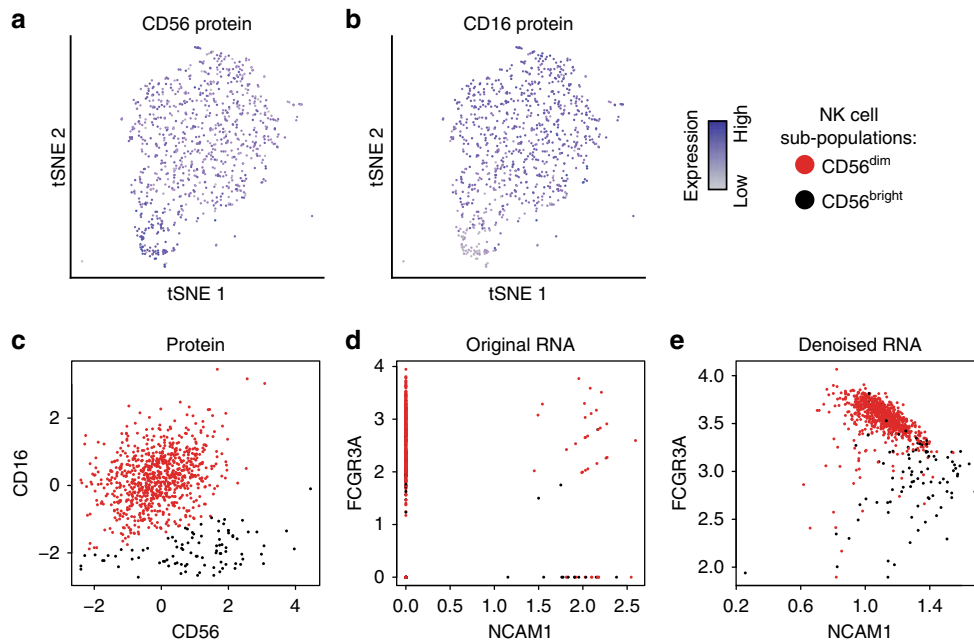 a
CD56 protein
tSNE 2
tSNE 1
b
CD16 protein
tSNE 2
tSNE 1
Expression
High
Low
NK cell
sub-populations:
CD56dim
CD56bright
c
Protein
CD16
2
0
−2
−2 0 2 4
CD56
d
Original RNA
FCGR3A
4
3
2
1
0
0.0 0.5 1.0 1.5 2.0 2.5
NCAM1
e
Denoised RNA
FCGR3A
4.0
3.5
3.0
2.5
2.0
0.2 0.6 1.0 1.4
NCAM1